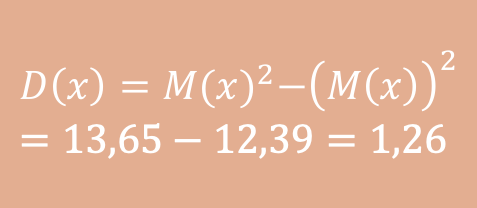 D(x) = M(x)²−(M(x))²
= 13,65 − 12,39 = 1,26